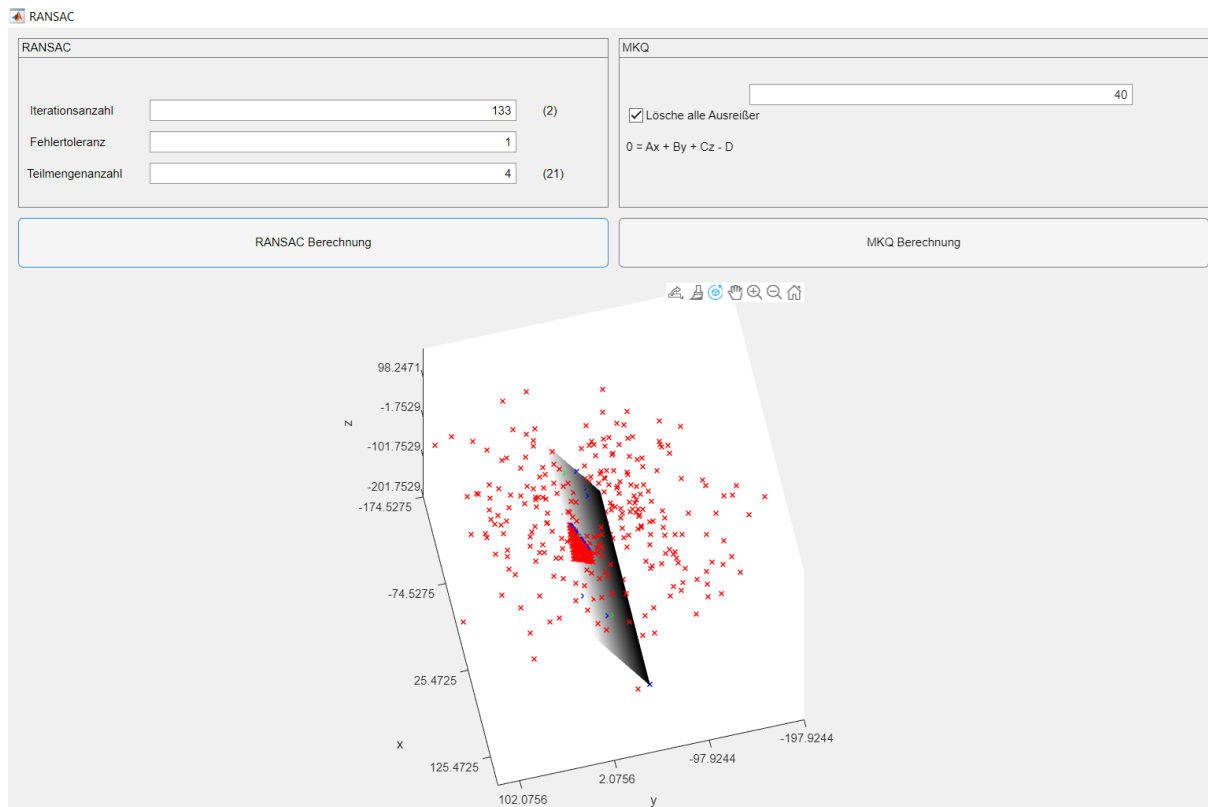 RANSAC
RANSAC
MKQ
Iterationsanzahl 133 (2)
Fehlertoleranz 1
Teilmengenanzahl 4 (21)
40
Lösche alle Ausreißer
0 = Ax + By + Cz - D
RANSAC Berechnung
MKQ Berechnung
98.2471
-1.7529
z
-101.7529
-201.7529
-174.5275
-74.5275
25.4725
x
125.4725
-197.9244
-97.9244
2.0756
102.0756
y